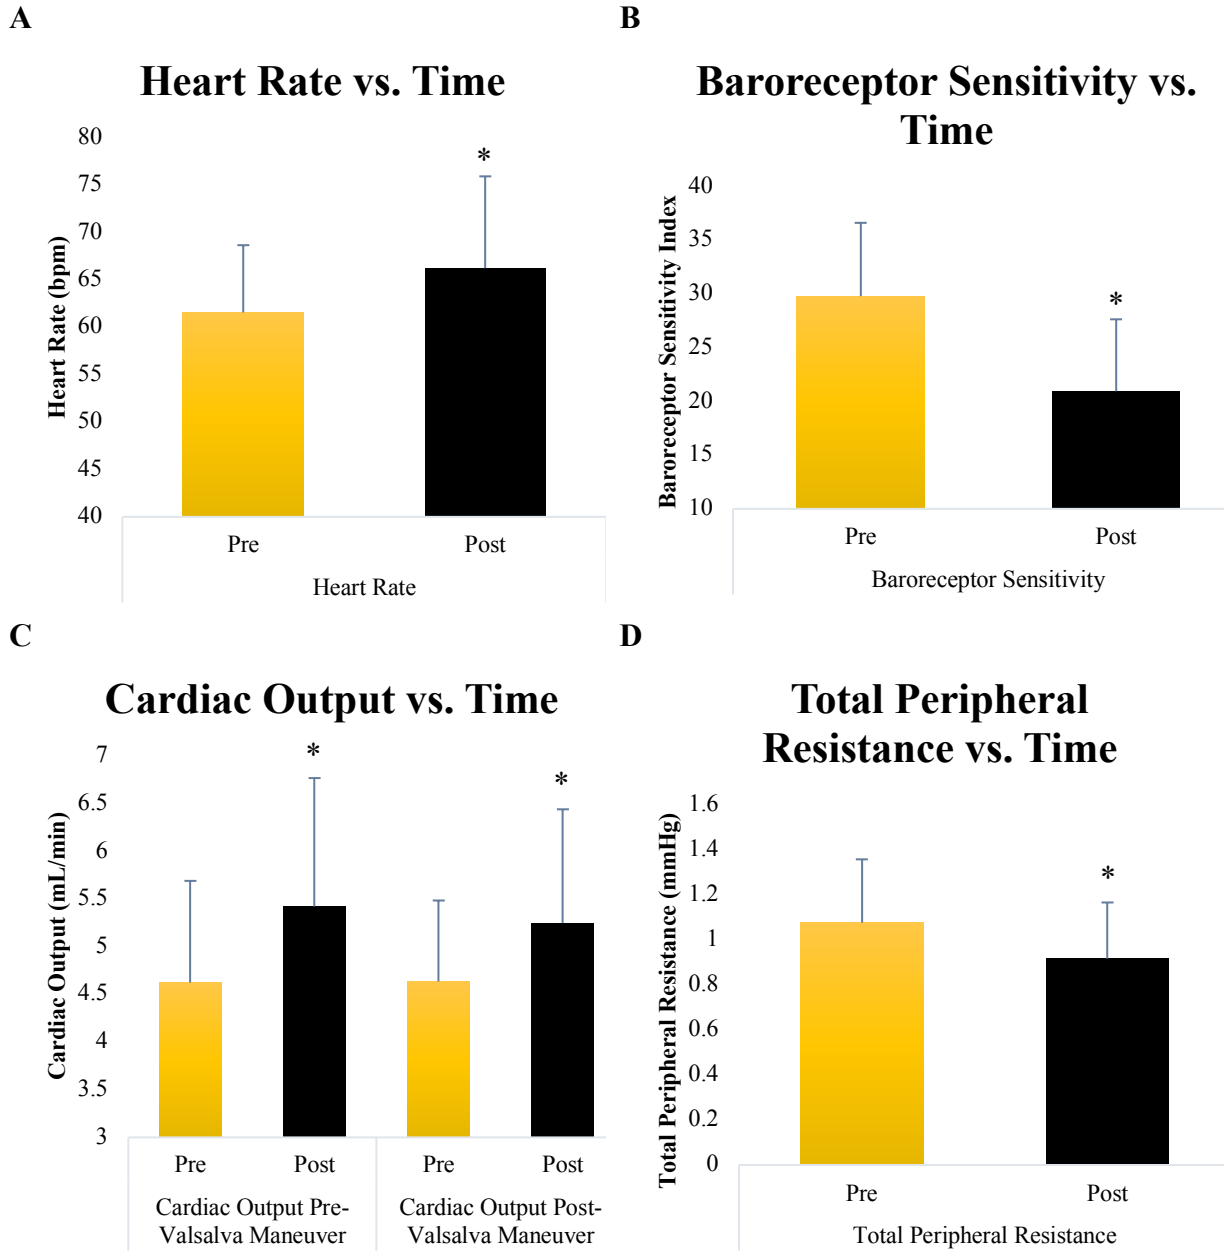 A
Heart Rate vs. Time
Heart Rate (bpm)
80
75
70
65
60
55
50
45
40
*
Pre
Post
Heart Rate
B
Baroreceptor Sensitivity vs.
Time
Baroreceptor Sensitivity Index
40
35
30
25
20
15
10
*
Pre
Post
Baroreceptor Sensitivity
C
Cardiac Output vs. Time
Cardiac Output (mL/min)
7
6.5
6
5.5
5
4.5
4
3.5
3
*
*
Pre
Post
Pre
Post
Cardiac Output Pre-
Valsalva Maneuver
Cardiac Output Post-
Valsalva Maneuver
D
Total Peripheral
Resistance vs. Time
Total Peripheral Resistance (mmHg)
1.6
1.4
1.2
1
0.8
0.6
0.4
0.2
0
*
Pre
Post
Total Peripheral Resistance